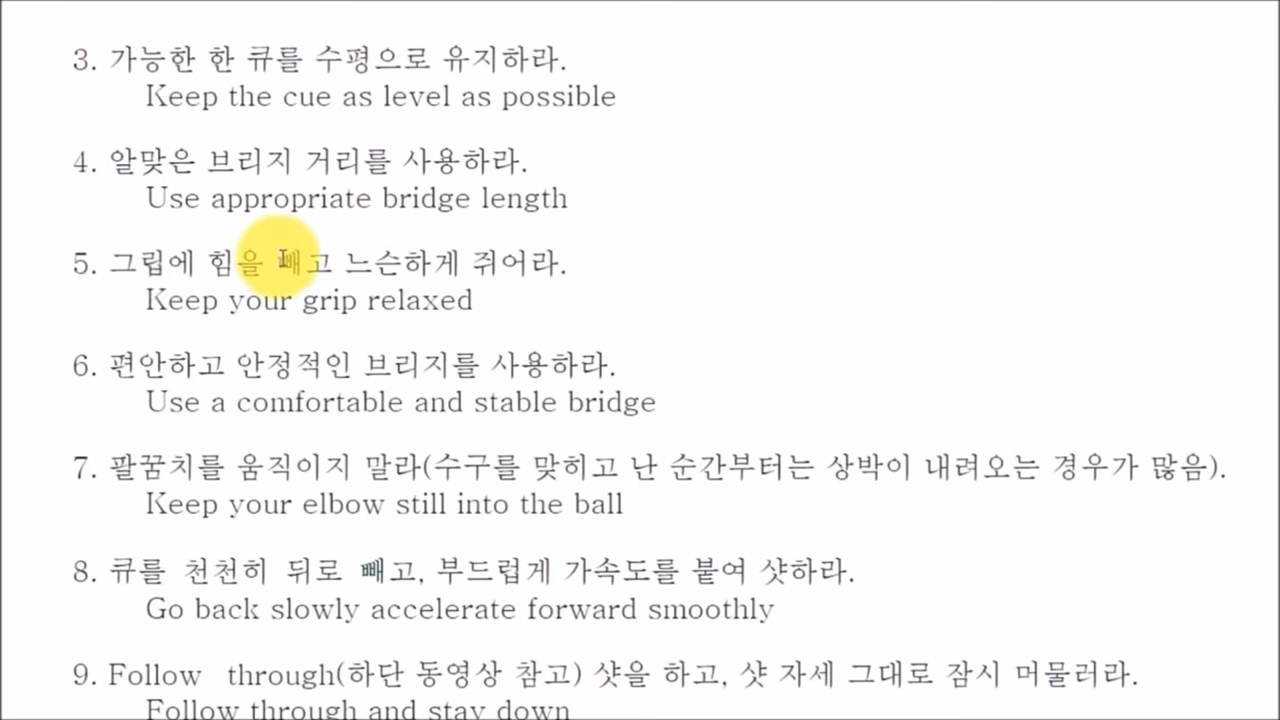 3. 가능한 한 큐를 수평으로 유지하라.
Keep the cue as level as possible
4. 알맞은 브리지 거리를 사용하라.
Use appropriate bridge length
5. 그립에 힘을 빼고 느슨하게 쥐어라.
Keep your grip relaxed
6. 편안하고 안정적인 브리지를 사용하라.
Use a comfortable and stable bridge
7. 팔꿈치를 움직이지 말라(수구를 맞히고 난 순간부터는 상박이 내려오는 경우가 많음).
Keep your elbow still into the ball
8. 큐를 천천히 뒤로 빼고, 부드럽게 가속도를 붙여 샷하라.
Go back slowly accelerate forward smoothly
9. Follow through(하단 동영상 참고) 샷을 하고, 샷 자세 그대로 잠시 머물러라.
Follow through and stay down